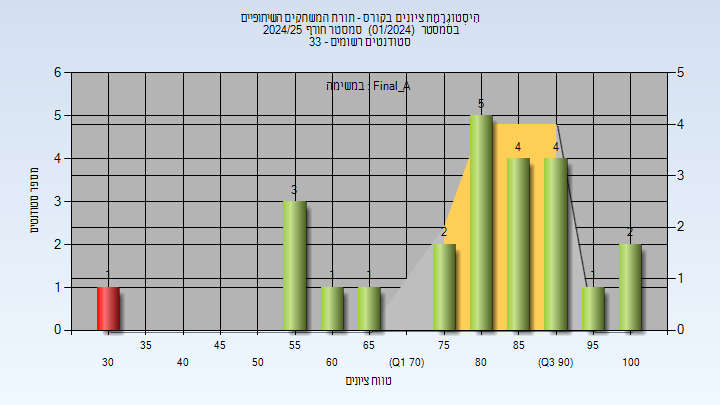 היסטוגרמת ציונים בקורס - תורת המשחקים השיתופיים
בסמסטר (01/2024) סמסטר חורף 2024/25
סטודנטים רשומים - 33
במשימה : Final_A
מספר סטודנטים
6 5 4 3 2 1 0
5 4 3 2 1 0
1 3 1 1 2 5 4 4 1 2
35 45 55 65 75 85 95
30 40 50 60 (Q1 70) 80 (Q3 90) 100
טווח ציונים